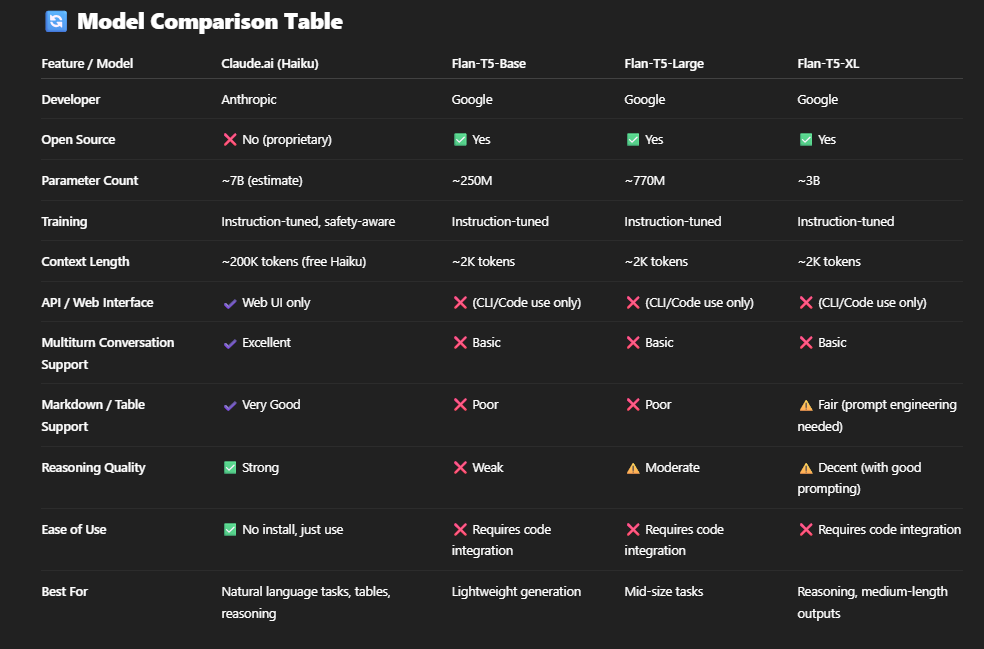 🔄 Model Comparison Table
Feature / Model Claude.ai (Haiku) Flan-T5-Base Flan-T5-Large Flan-T5-XL
Developer Anthropic Google Google Google
Open Source ❌ No (proprietary) ✅ Yes ✅ Yes ✅ Yes
Parameter Count ~7B (estimate) ~250M ~770M ~3B
Training Instruction-tuned, safety-aware Instruction-tuned Instruction-tuned Instruction-tuned
Context Length ~200K tokens (free Haiku) ~2K tokens ~2K tokens ~2K tokens
API / Web Interface ✔ Web UI only ❌ (CLI/Code use only) ❌ (CLI/Code use only) ❌ (CLI/Code use only)
Multiturn Conversation ✔ Excellent ❌ Basic ❌ Basic ❌ Basic
Support
Markdown / Table ✔ Very Good ❌ Poor ❌ Poor ⚠ Fair (prompt engineering
Support needed)
Reasoning Quality ✅ Strong ❌ Weak ⚠ Moderate ⚠ Decent (with good
prompting)
Ease of Use ✅ No install, just use ❌ Requires code ❌ Requires code ❌ Requires code integration
integration integration
Best For Natural language tasks, tables, Lightweight generation Mid-size tasks Reasoning, medium-length
reasoning outputs